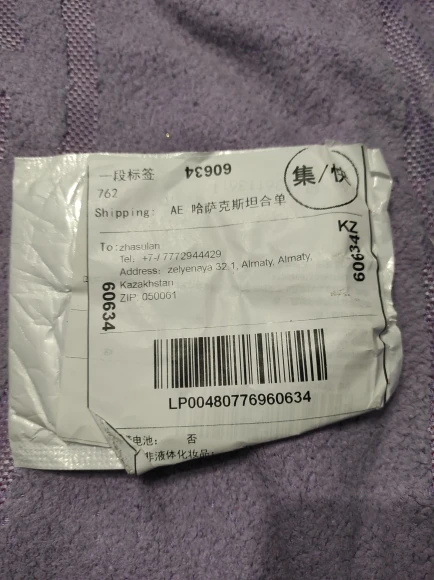 一段标签
60634
集/快
762
Shipping: AE 哈萨克斯坦合单
KZ
To:zhasulan
Tel: +7-/ 7772944429
Address: zelyenaya 32.1, Almaty, Almaty,
Kazakhstan
ZIP: 050061
60634
60634
LP00480776960634
电池: 否
非液体化妆品: